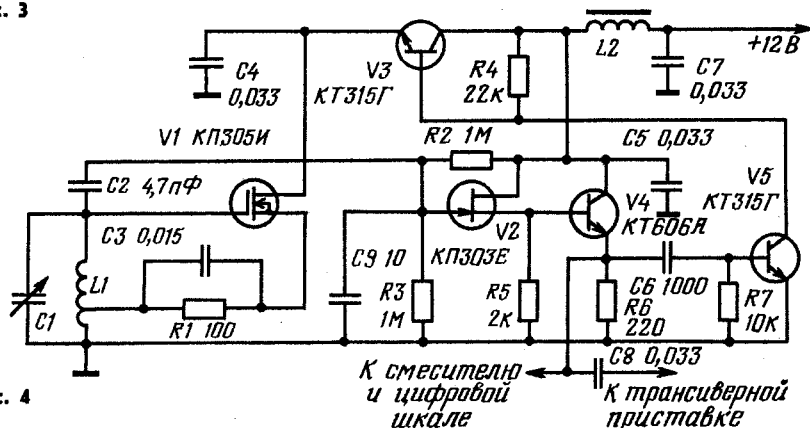 с. 3
C4
0,033
V3
КТ315Г
R4
22к
L2
+12В
C7
0,033
V1 КП305И
R2 1М
C5 0,033
C2 4,7пФ
V2
V4
КТ606А
V5
КТ315Г
C3 0,015
C9 10
КП303Е
C6 1000
L1
C1
R1 100
R3
1М
R5
2к
R6
220
R7
10к
C8 0,033
К смесителю
и цифровой
шкале
К трансиверной
приставке
с. 4